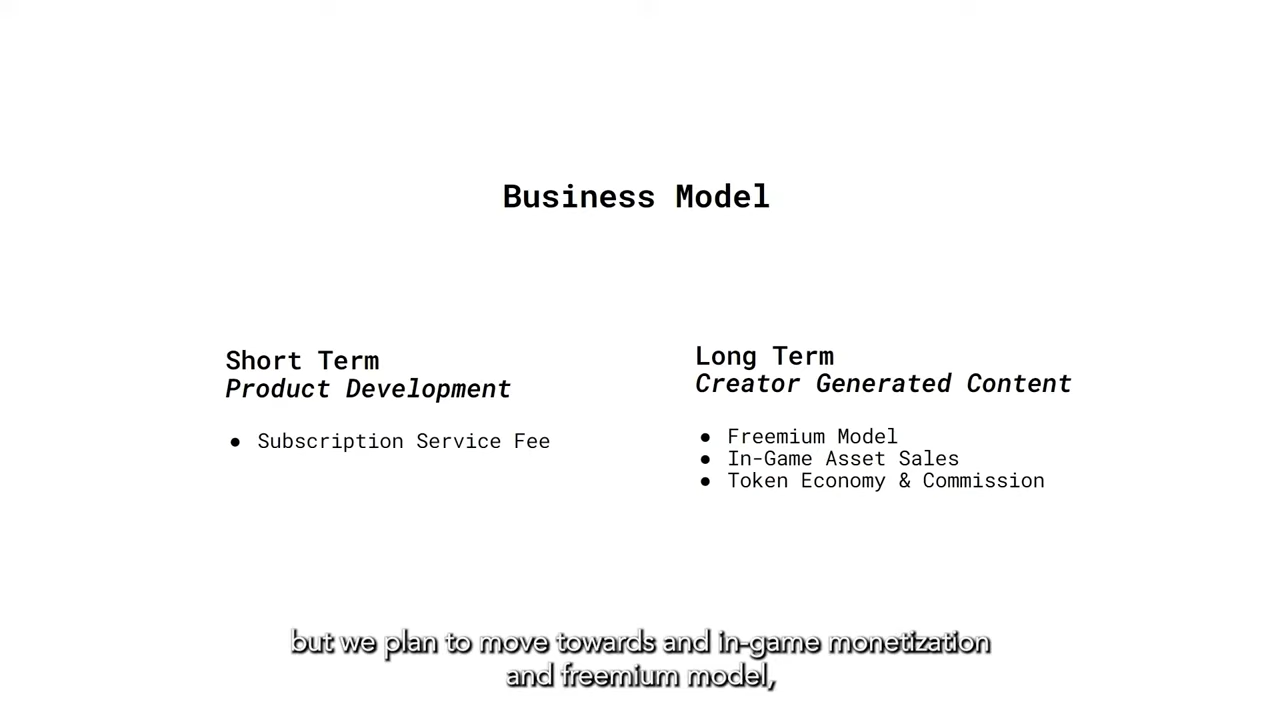 Business Model
Short Term
Product Development
● Subscription Service Fee
Long Term
Creator Generated Content
● Freemium Model
● In-Game Asset Sales
● Token Economy & Commission
but we plan to move towards and in-game monetization
and freemium model,